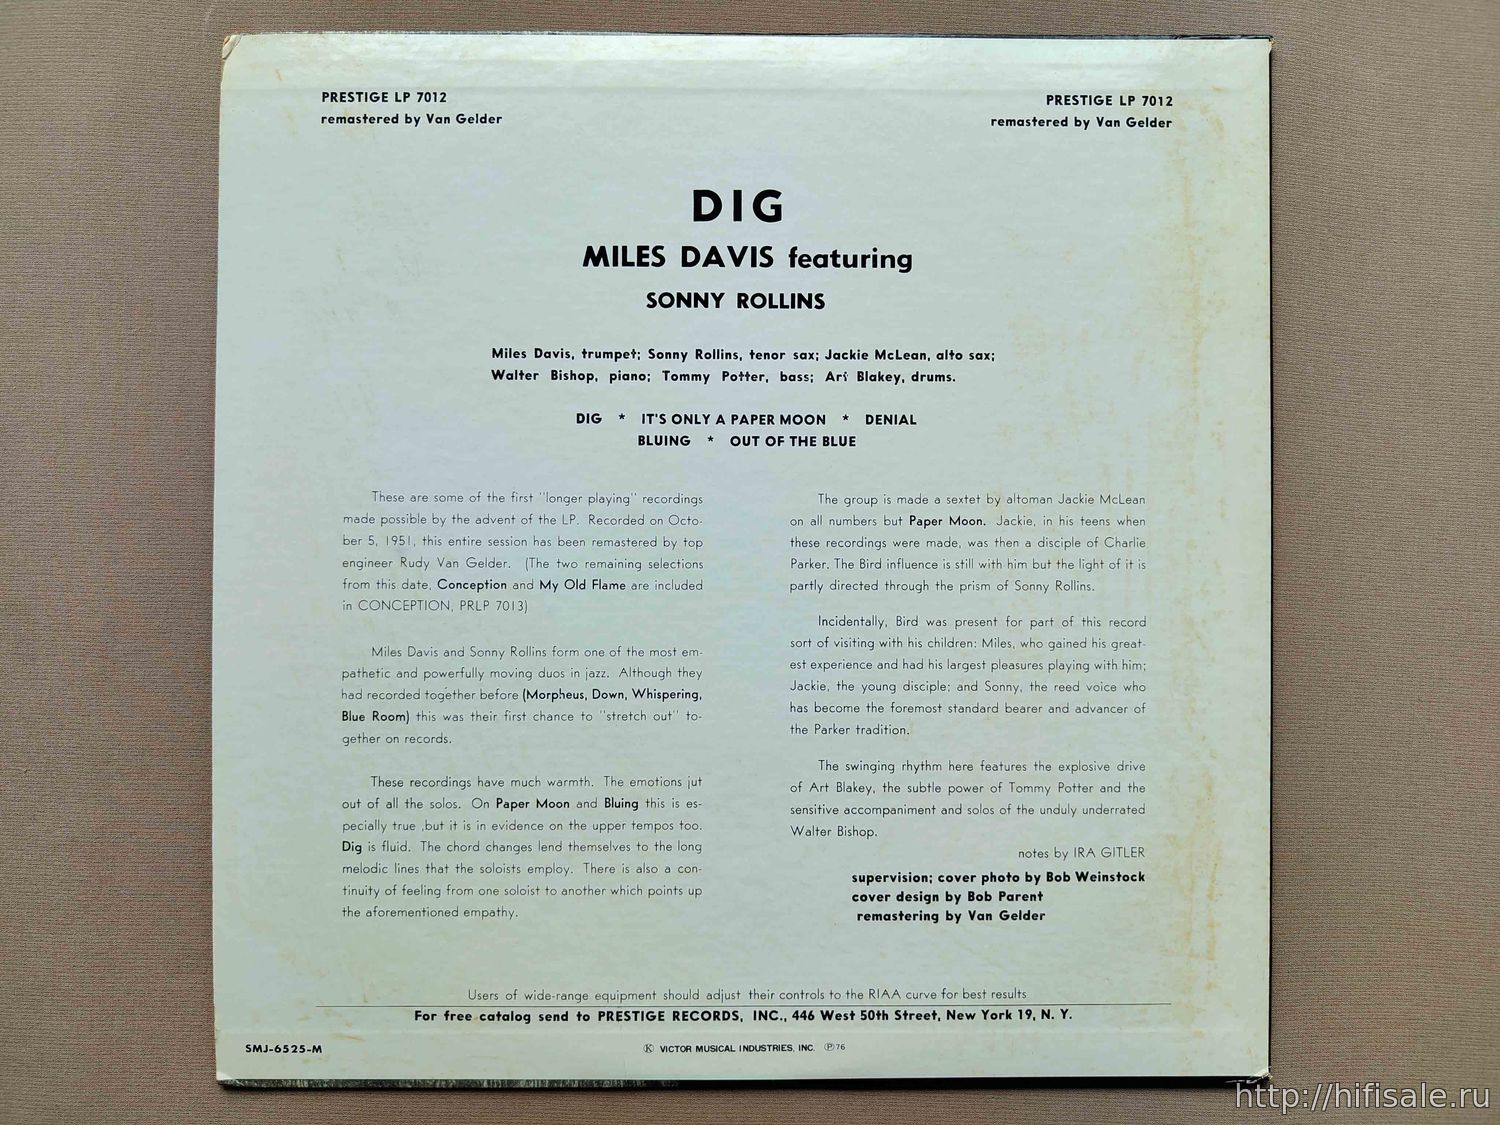 PRESTIGE LP 7012
remastered by Van Gelder
PRESTIGE LP 7012
remastered by Van Gelder
DIG
MILES DAVIS featuring
SONNY ROLLINS
Miles Davis, trumpet; Sonny Rollins, tenor sax; Jackie McLean, alto sax;
Walter Bishop, piano; Tommy Potter, bass; Art Blakey, drums.
DIG * IT'S ONLY A PAPER MOON * DENIAL
BLUING * OUT OF THE BLUE
These are some of the first "longer playing" recordings
made possible by the advent of the LP. Recorded on Octo-
ber 5, 1951, this entire session has been remastered by top
engineer Rudy Van Gelder. (The two remaining selections
from this date, Conception and My Old Flame are included
in CONCEPTION, PRLP 7013)
Miles Davis and Sonny Rollins form one of the most em-
pathetic and powerfully moving duos in jazz. Although they
had recorded together before (Morpheus, Down, Whispering,
Blue Room) this was their first chance to "stretch out" to-
gether on records.
These recordings have much warmth. The emotions jut
out of all the solos. On Paper Moon and Bluing this is es-
pecially true ,but it is in evidence on the upper tempos too.
Dig is fluid. The chord changes lend themselves to the long
melodic lines that the soloists employ. There is also a con-
tinuity of feeling from one soloist to another which points up
the aforementioned empathy.
The group is made a sextet by altoman Jackie McLean
on all numbers but Paper Moon. Jackie, in his teens when
these recordings were made, was then a disciple of Charlie
Parker. The Bird influence is still with him but the light of it is
partly directed through the prism of Sonny Rollins.
Incidentally, Bird was present for part of this record
sort of visiting with his children: Miles, who gained his great-
est experience and had his largest pleasures playing with him;
Jackie, the young disciple; and Sonny, the reed voice who
has become the foremost standard bearer and advancer of
the Parker tradition.
The swinging rhythm here features the explosive drive
of Art Blakey, the subtle power of Tommy Potter and the
sensitive accompaniment and solos of the unduly underrated
Walter Bishop.
notes by IRA GITLER
supervision; cover photo by Bob Weinstock
cover design by Bob Parent
remastering by Van Gelder
Users of wide-range equipment should adjust their controls to the RIAA curve for best results
For free catalog send to PRESTIGE RECORDS, INC., 446 West 50th Street, New York 19, N. Y.
SMJ-6525-M
Ⓚ VICTOR MUSICAL INDUSTRIES, INC. Ⓟ76
http://hifisale.ru